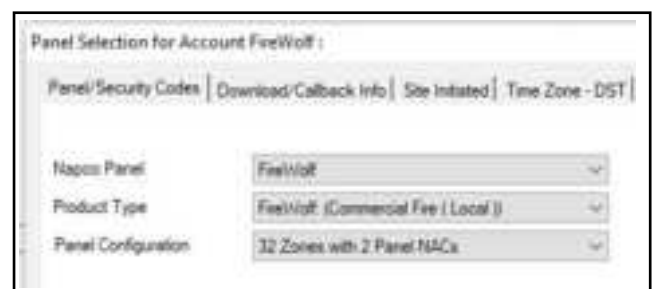 Panel Selection for Account FireWolf :
Panel/Security Codes Download/Callback Info Site Initiated Time Zone - DST
Napco Panel FireWolf
Product Type FireWolf: (Commercial Fire ( Local ))
Panel Configuration 32 Zones with 2 Panel NACs